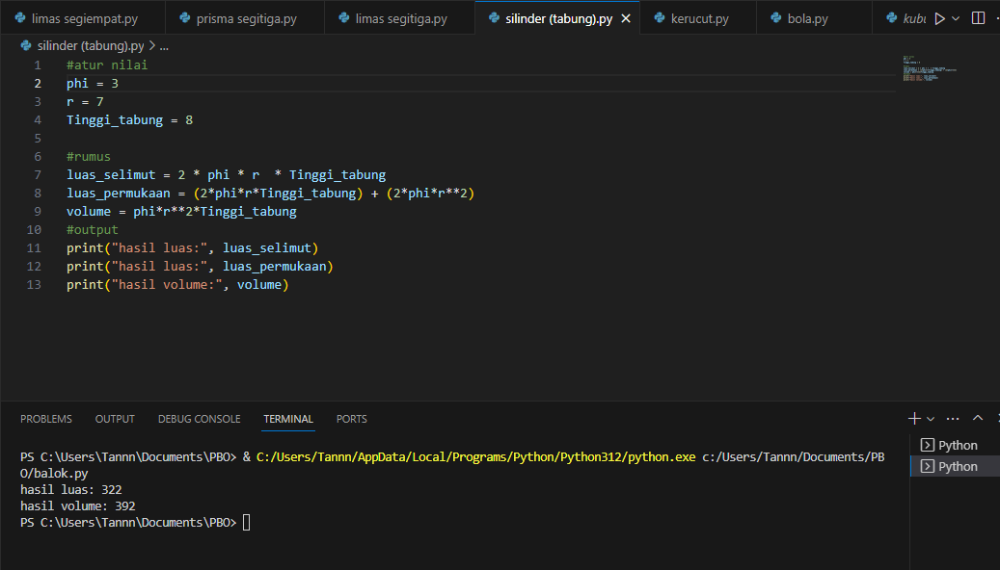 limas segiempat.py prisma segitiga.py limas segitiga.py silinder (tabung).py kerucut.py bola.py kubu
silinder (tabung).py > ...
1 #atur nilai
2 phi = 3
3 r = 7
4 Tinggi_tabung = 8
5
6 #rumus
7 luas_selimut = 2 * phi * r  * Tinggi_tabung
8 luas_permukaan = (2*phi*r*Tinggi_tabung) + (2*phi*r**2)
9 volume = phi*r**2*Tinggi_tabung
10 #output
11 print("hasil luas:", luas_selimut)
12 print("hasil luas:", luas_permukaan)
13 print("hasil volume:", volume)
PROBLEMS OUTPUT DEBUG CONSOLE TERMINAL PORTS
PS C:\Users\Tannn\Documents\PBO> & C:/Users/Tannn/AppData/Local/Programs/Python/Python312/python.exe c:/Users/Tannn/Documents/PB
O/balok.py
hasil luas: 322
hasil volume: 392
PS C:\Users\Tannn\Documents\PBO>
Python
Python